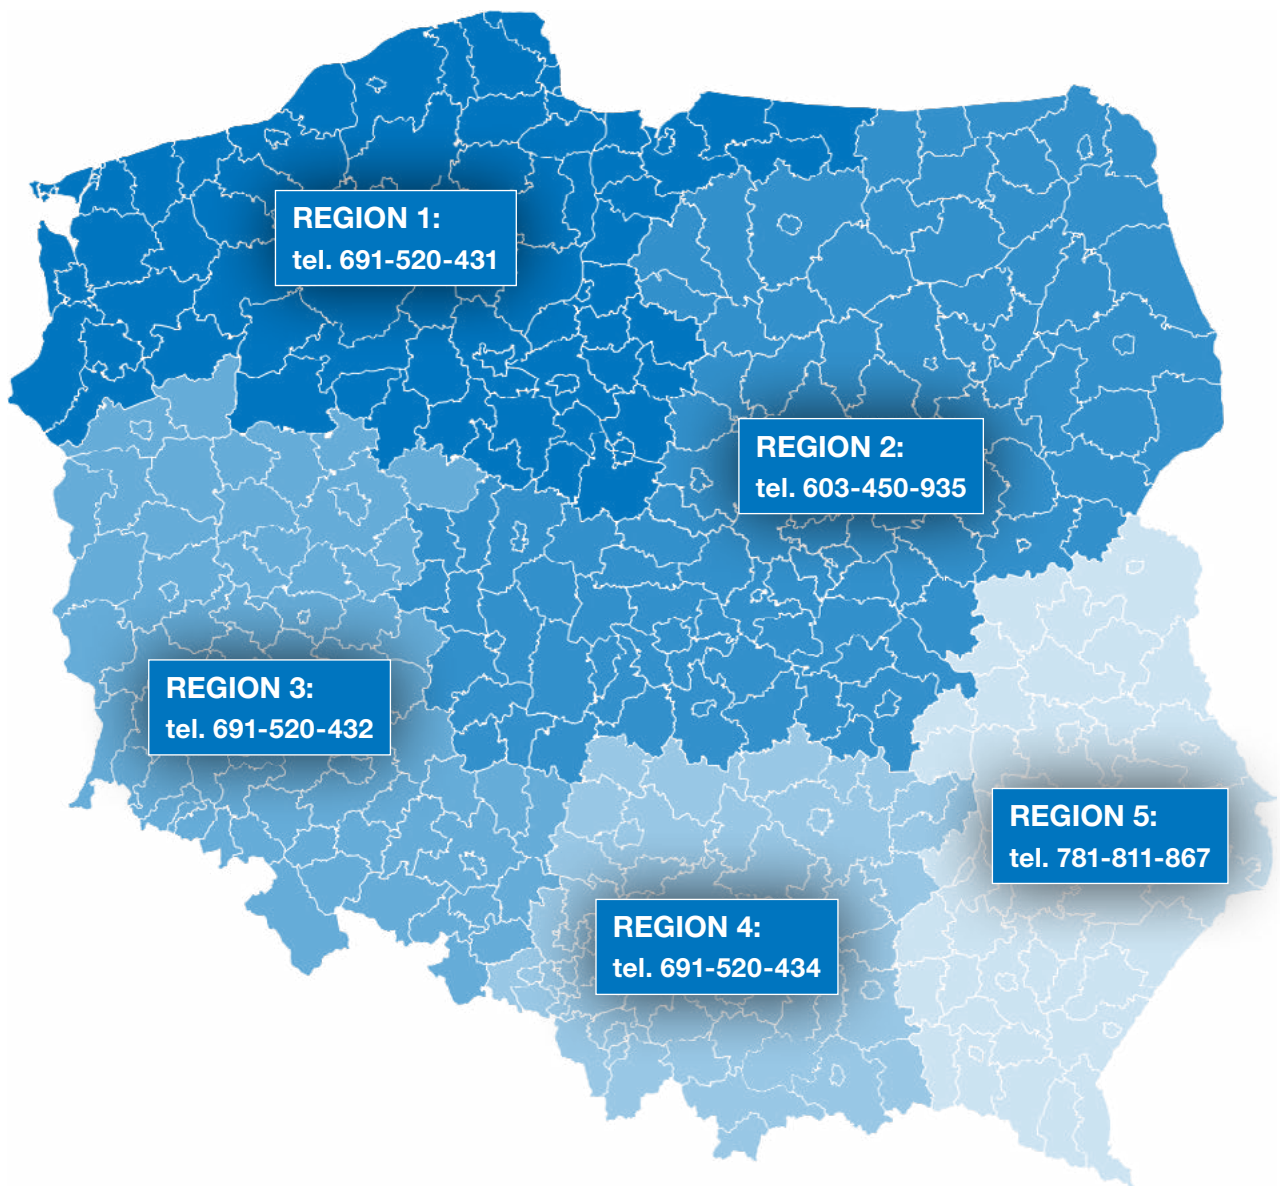 REGION 1:
tel. 691-520-431
REGION 2:
tel. 603-450-935
REGION 3:
tel. 691-520-432
REGION 5:
tel. 781-811-867
REGION 4:
tel. 691-520-434